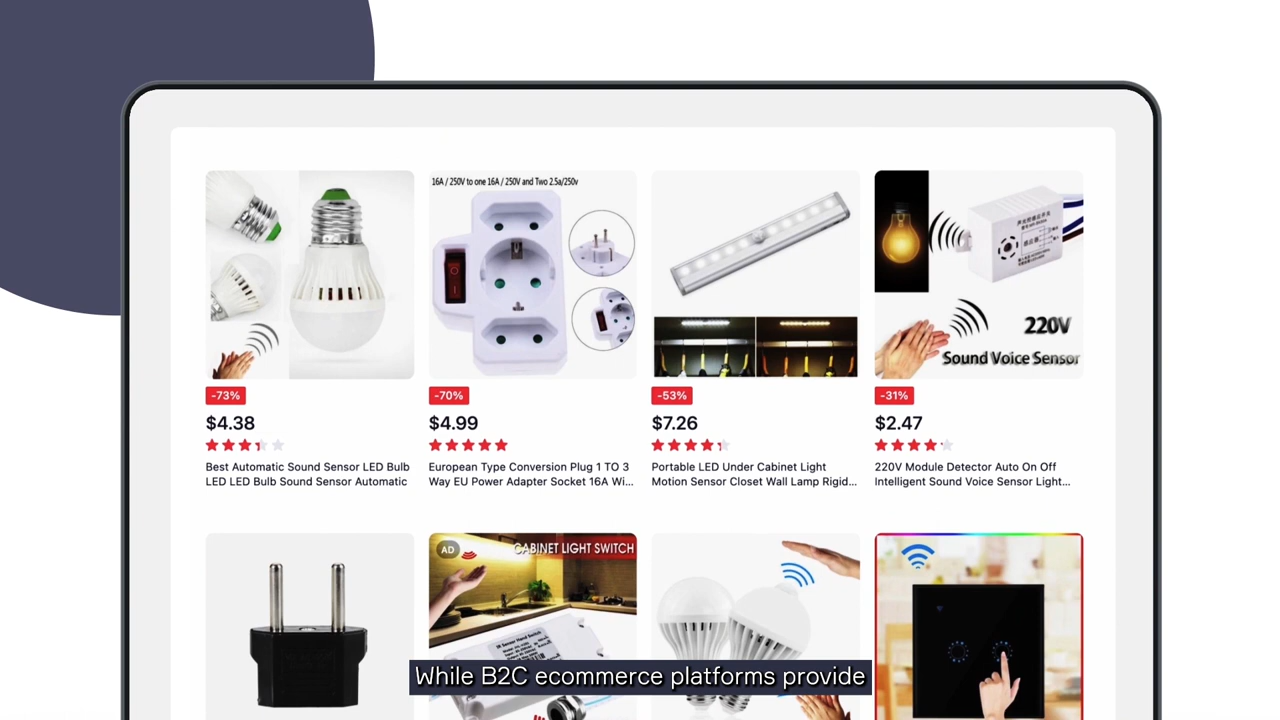 16A / 250V to one 16A / 250V and Two 2.5a/250v
220V
Sound Voice Sensor
-73%
-70%
-53%
-31%
$4.38
$4.99
$7.26
$2.47
Best Automatic Sound Sensor LED Bulb
LED LED Bulb Sound Sensor Automatic
European Type Conversion Plug 1 TO 3
Way EU Power Adapter Socket 16A Wi...
Portable LED Under Cabinet Light
Motion Sensor Closet Wall Lamp Rigid...
220V Module Detector Auto On Off
Intelligent Sound Voice Sensor Light...
AD
CABINET LIGHT SWITCH
While B2C ecommerce platforms provide